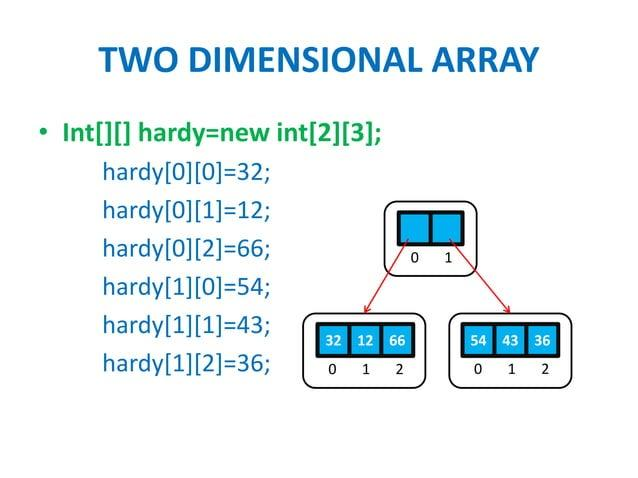 TWO DIMENSIONAL ARRAY
• Int[][] hardy=new int[2][3];
hardy[0][0]=32;
hardy[0][1]=12;
hardy[0][2]=66;
hardy[1][0]=54;
hardy[1][1]=43;
hardy[1][2]=36;
0 1
32 12 66
0 1 2
54 43 36
0 1 2